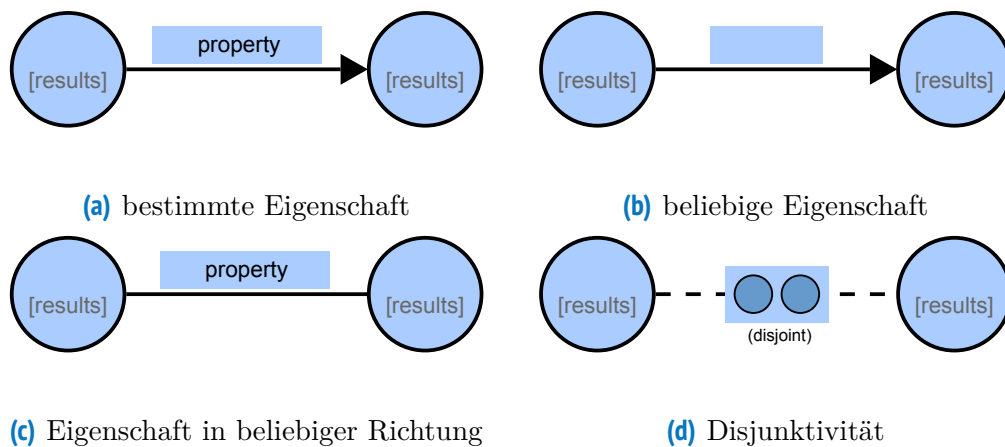 property
[results] [results]
[results] [results]
(a) bestimmte Eigenschaft
(b) beliebige Eigenschaft
property
[results] [results]
[results] [results]
(disjoint)
(c) Eigenschaft in beliebiger Richtung
(d) Disjunktivität